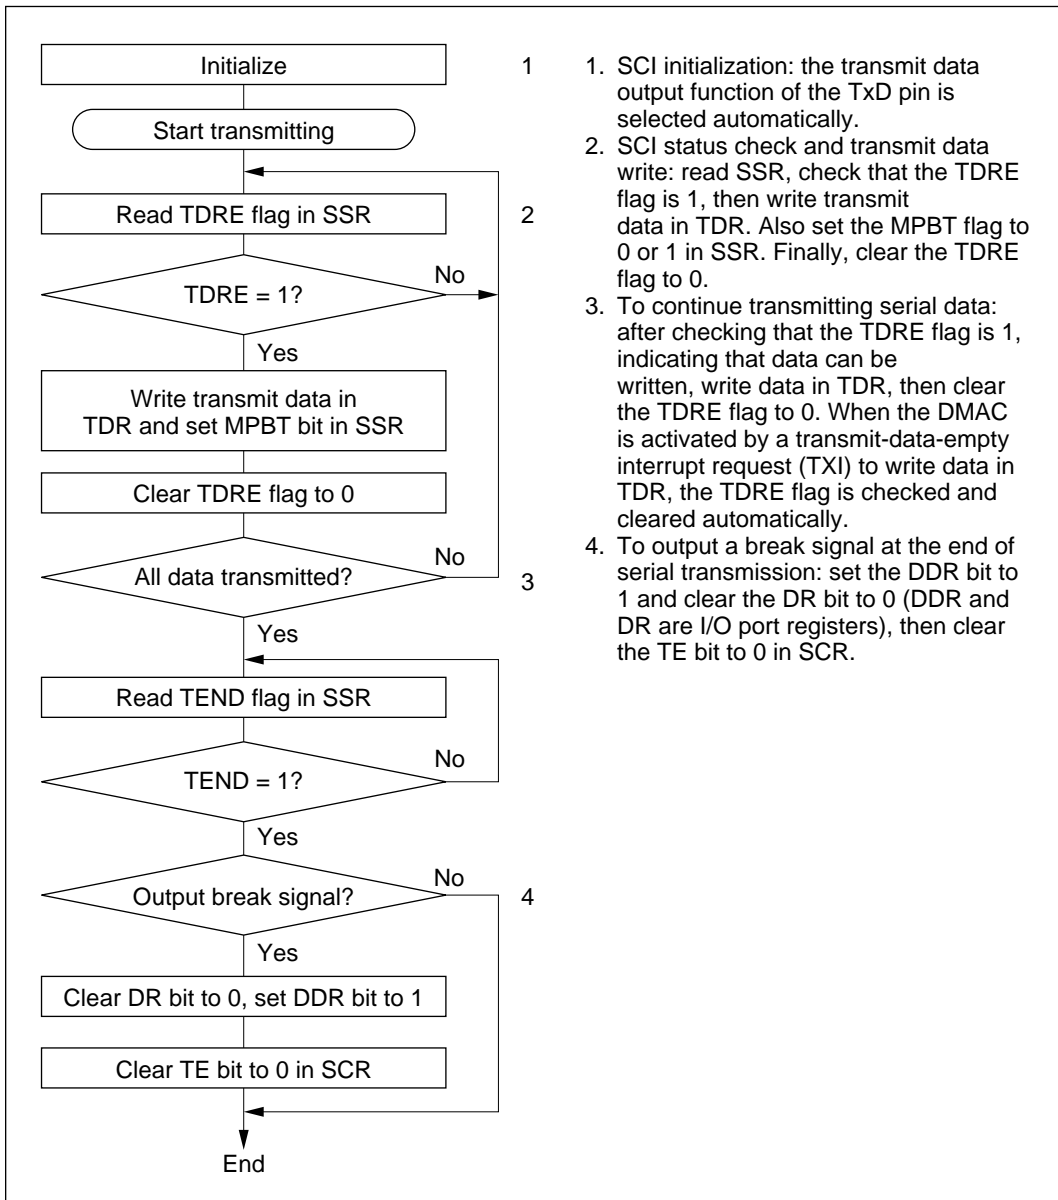 Initialize
1
Start transmitting
Read TDRE flag in SSR
2
TDRE = 1?
No
Yes
Write transmit data in
TDR and set MPBT bit in SSR
Clear TDRE flag to 0
All data transmitted?
No
3
Yes
Read TEND flag in SSR
TEND = 1?
No
Yes
Output break signal?
No
4
Yes
Clear DR bit to 0, set DDR bit to 1
Clear TE bit to 0 in SCR
End
1. SCI initialization: the transmit data
output function of the TxD pin is
selected automatically.
2. SCI status check and transmit data
write: read SSR, check that the TDRE
flag is 1, then write transmit
data in TDR. Also set the MPBT flag to
0 or 1 in SSR. Finally, clear the TDRE
flag to 0.
3. To continue transmitting serial data:
after checking that the TDRE flag is 1,
indicating that data can be
written, write data in TDR, then clear
the TDRE flag to 0. When the DMAC
is activated by a transmit-data-empty
interrupt request (TXI) to write data in
TDR, the TDRE flag is checked and
cleared automatically.
4. To output a break signal at the end of
serial transmission: set the DDR bit to
1 and clear the DR bit to 0 (DDR and
DR are I/O port registers), then clear
the TE bit to 0 in SCR.